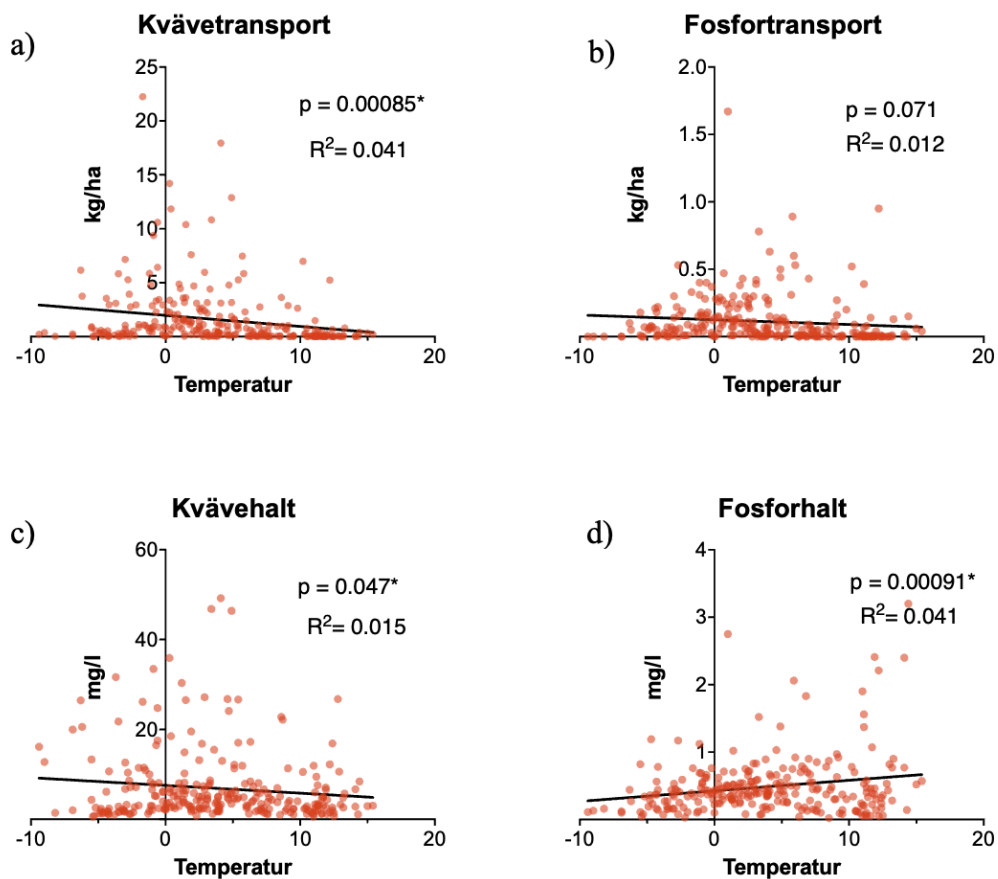 a)
Kvävetransport
25
20
15
10
5
kg/ha
p = 0.00085*
R²= 0.041
-10
0
10
20
Temperatur
b)
Fosfortransport
2.0
1.5
1.0
0.5
kg/ha
p = 0.071
R²= 0.012
-10
0
10
20
Temperatur
c)
Kvävehalt
60
40
20
mg/l
p = 0.047*
R²= 0.015
-10
0
10
20
Temperatur
d)
Fosforhalt
4
3
2
1
mg/l
p = 0.00091*
R²= 0.041
-10
0
10
20
Temperatur